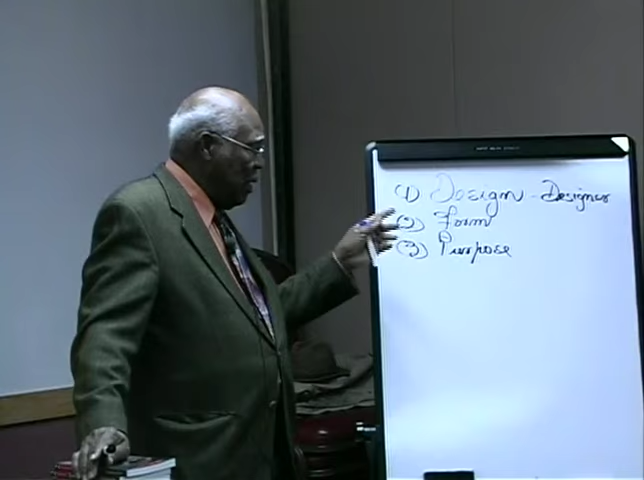 (1) Design - Designer
(2) Form
(3) Purpose